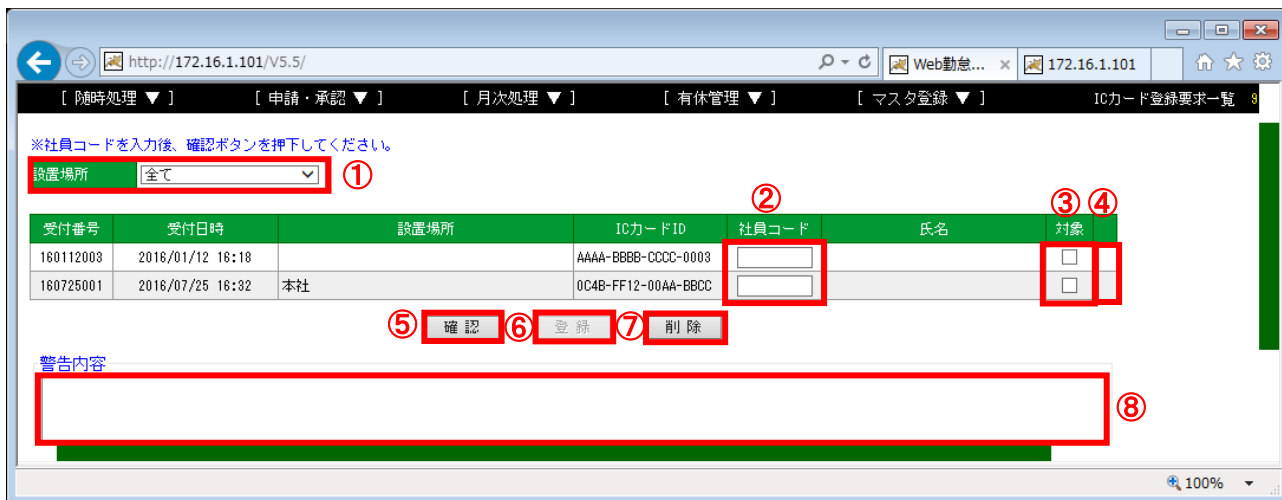 http://172.16.1.101/V5.5/ Web勤怠... × 172.16.1.101
[ 随時処理 ▼ ] [ 申請・承認 ▼ ] [ 月次処理 ▼ ] [ 有休管理 ▼ ] [ マスタ登録 ▼ ] ICカード登録要求一覧 9
※社員コードを入力後、確認ボタンを押下してください。
設置場所 全て ①
② ③ ④
受付番号 受付日時 設置場所 ICカードID 社員コード 氏名 対象
160112003 2016/01/12 16:18 AAAA-BBBB-CCCC-0003
160725001 2016/07/25 16:32 本社 0C4B-FF12-00AA-BBCC
⑤ 確 認 ⑥ 登 録 ⑦ 削 除
警告内容
⑧
100%